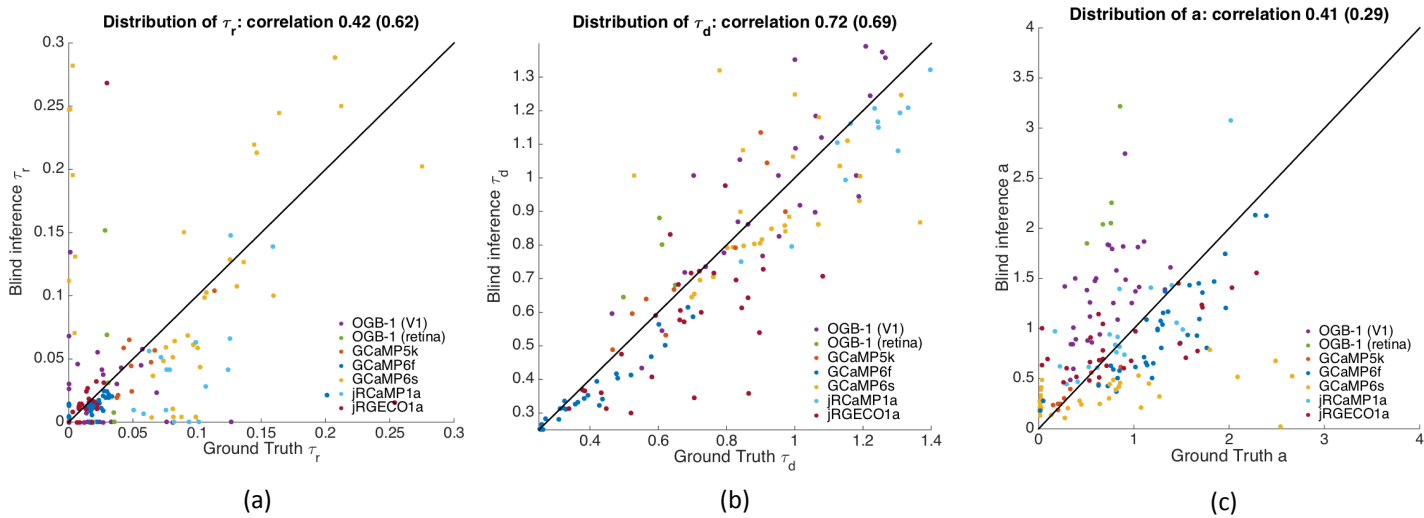 Distribution of τr: correlation 0.42 (0.62)
0.3
0.25
0.2
0.15
0.1
0.05
0
Blind inference τr
OGB-1 (V1)
OGB-1 (retina)
GCaMP5k
GCaMP6f
GCaMP6s
jRCaMP1a
jRGECO1a
0 0.05 0.1 0.15 0.2 0.25 0.3
Ground Truth τr
(a)
Distribution of τd: correlation 0.72 (0.69)
1.3
1.2
1.1
1
0.9
0.8
0.7
0.6
0.5
0.4
0.3
Blind inference τd
OGB-1 (V1)
OGB-1 (retina)
GCaMP5k
GCaMP6f
GCaMP6s
jRCaMP1a
jRGECO1a
0.4 0.6 0.8 1 1.2 1.4
Ground Truth τd
(b)
Distribution of a: correlation 0.41 (0.29)
4
3.5
3
2.5
2
1.5
1
0.5
0
Blind inference a
OGB-1 (V1)
OGB-1 (retina)
GCaMP5k
GCaMP6f
GCaMP6s
jRCaMP1a
jRGECO1a
0 1 2 3 4
Ground Truth a
(c)